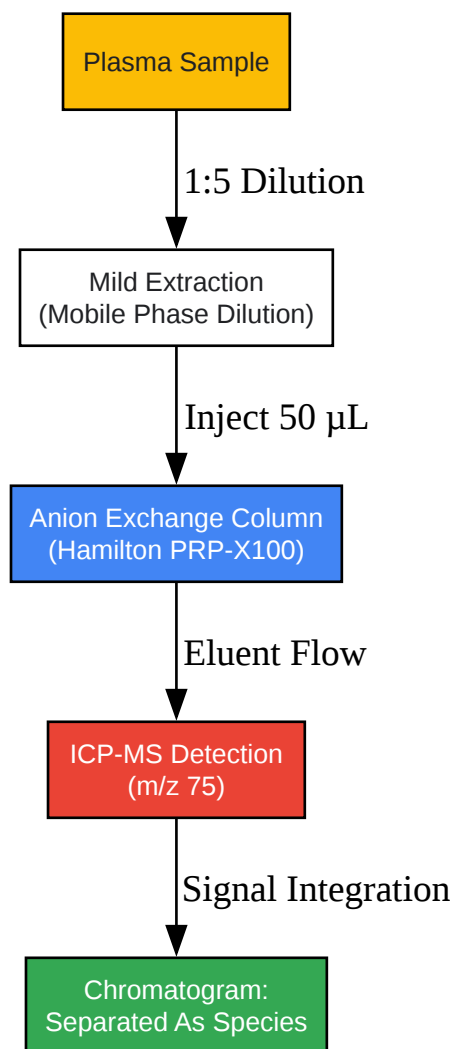 Plasma Sample
1:5 Dilution
Mild Extraction
(Mobile Phase Dilution)
Inject 50 µL
Anion Exchange Column
(Hamilton PRP-X100)
Eluent Flow
ICP-MS Detection
(m/z 75)
Signal Integration
Chromatogram:
Separated As Species